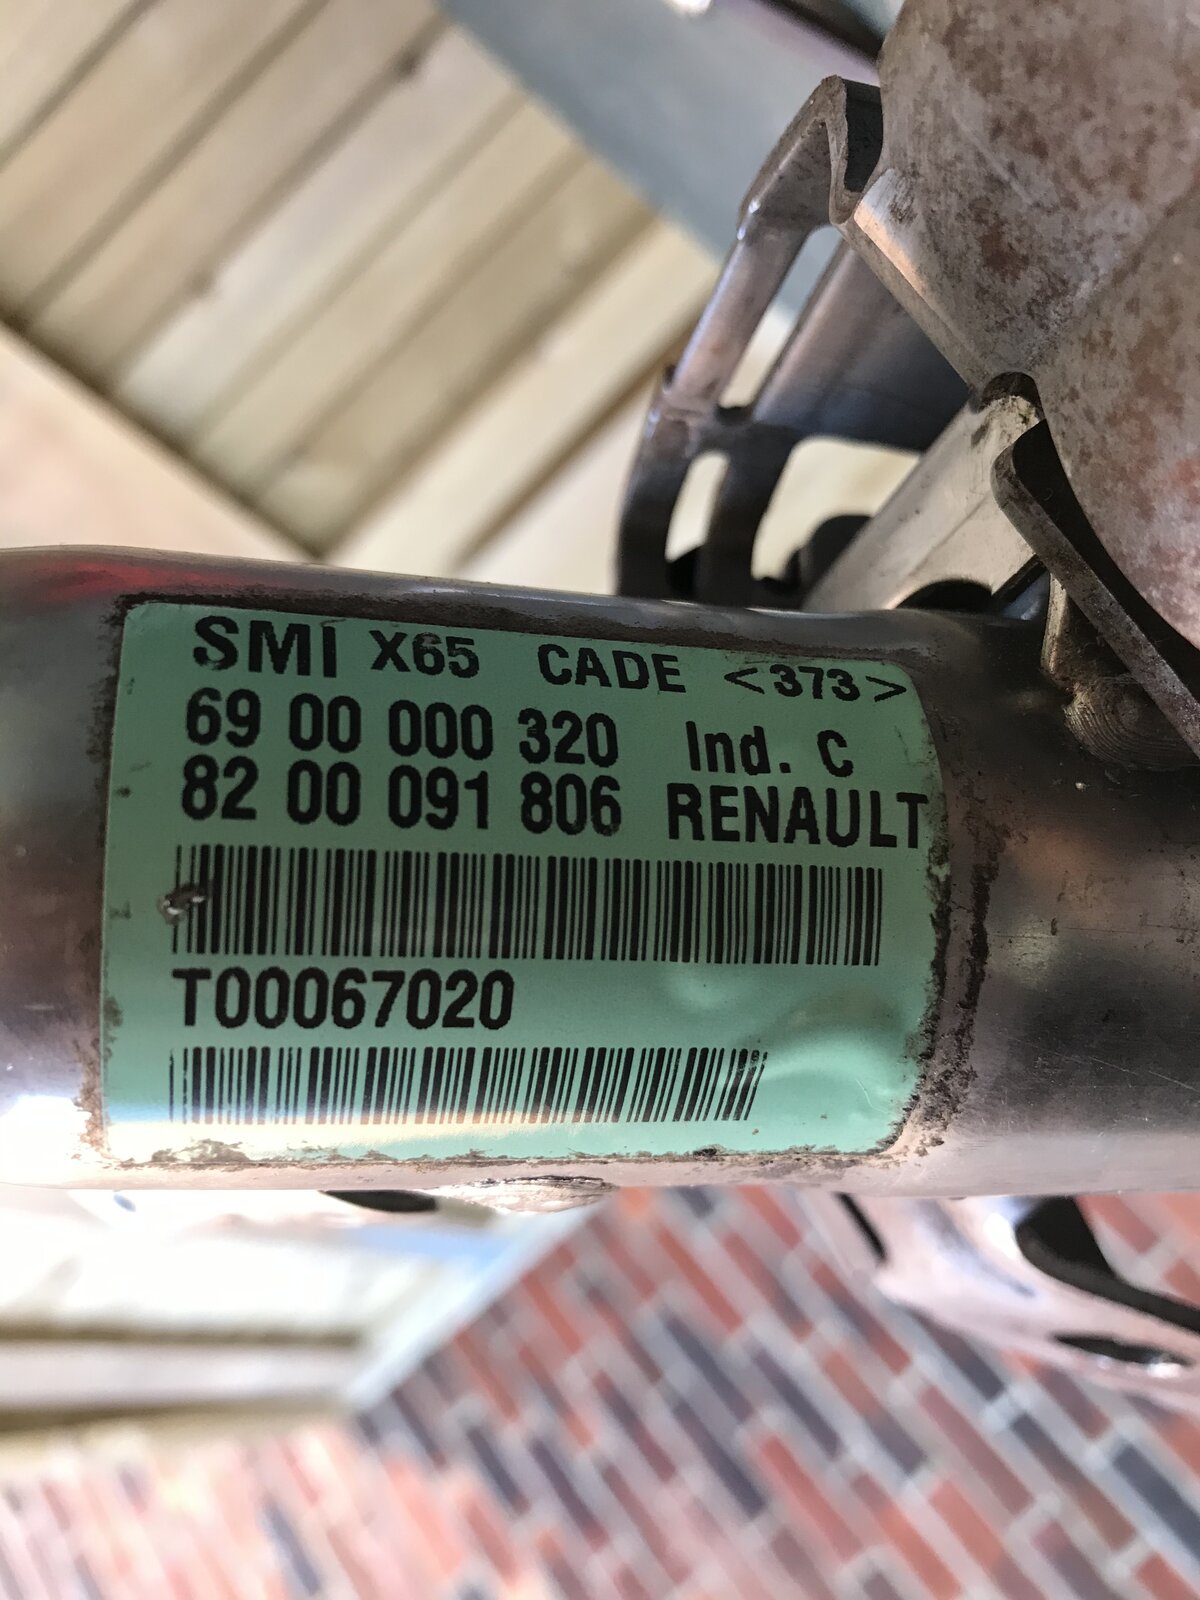 SMI X65 CADE <373>
69 00 000 320 Ind. C
82 00 091 806 RENAULT
T00067020